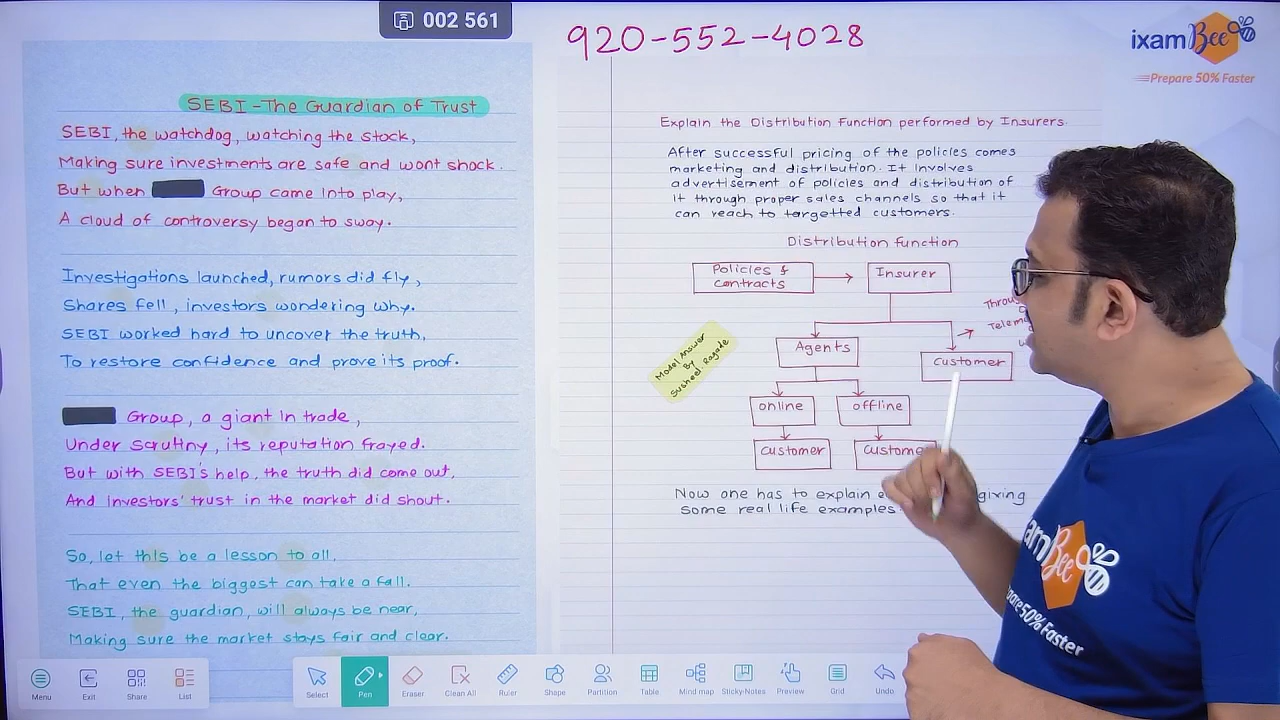 002 561
920-552-4028
ixamBee
Prepare 50% Faster
SEBI-The Guardian of Trust
SEBI, the watchdog, watching the stock,
Making sure investments are safe and wont shock.
But when Group came into play,
A cloud of controversy began to sway.
Investigations launched, rumors did fly,
Shares fell, investors wondering why.
SEBI worked hard to uncover the truth,
To restore confidence and prove its proof.
Group, a giant in trade,
Under scrutiny, its reputation frayed.
But with SEBI's help, the truth did come out,
And Investors' trust in the market did shout.
So, let this be a lesson to all,
That even the biggest can take a fall.
SEBI, the guardian, will always be near,
Making sure the market stays fair and clear.
Explain the Distribution Function performed by Insurers.
After successful pricing of the policies comes
marketing and distribution. It involves
advertisement of policies and distribution of
it through proper sales channels so that it
can reach to targetted customers.
Distribution function
Policies &
contracts
Insurer
Agents
customer
online
offline
customer
Model Answer
By
Susheel Ragade
Now one has to explain giving
some real life examples.
Bee
50% Faster
Menu
Exit
Share
List
Select
Pen
Eraser
Clean All
Ruler
Shape
Partition
Table
Mind map
Sticky-Notes
Preview
Grid
Undo